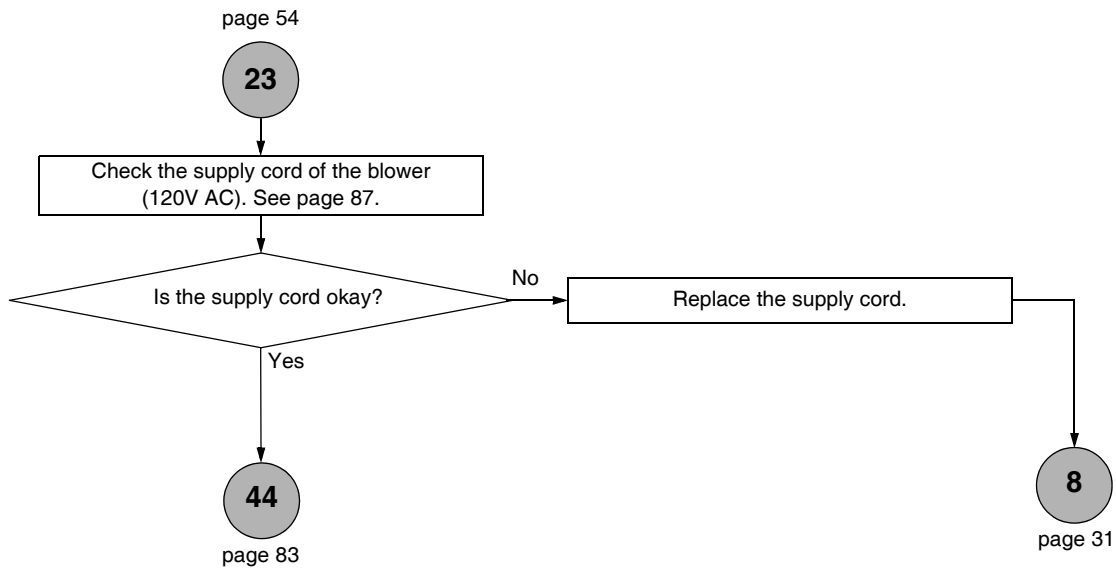 page 54
23
Check the supply cord of the blower
(120V AC). See page 87.
Is the supply cord okay?
No
Replace the supply cord.
Yes
44
page 83
8
page 31